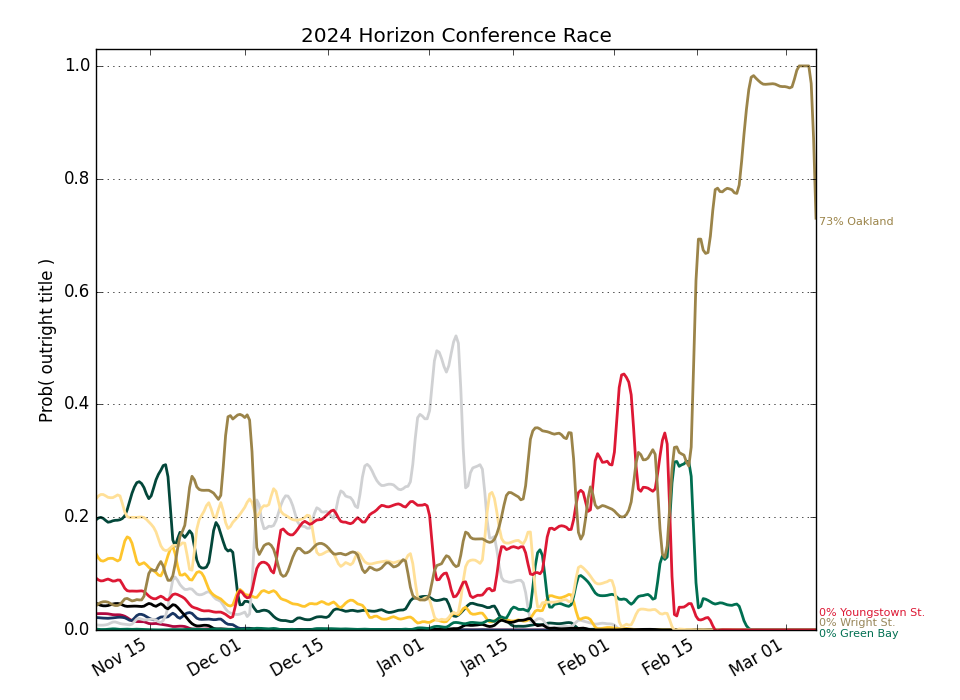 2024 Horizon Conference Race
Prob( outright title )
1.0
0.8
0.6
0.4
0.2
0.0
73% Oakland
0% Youngstown St.
0% Wright St.
0% Green Bay
Nov 15
Dec 01
Dec 15
Jan 01
Jan 15
Feb 01
Feb 15
Mar 01